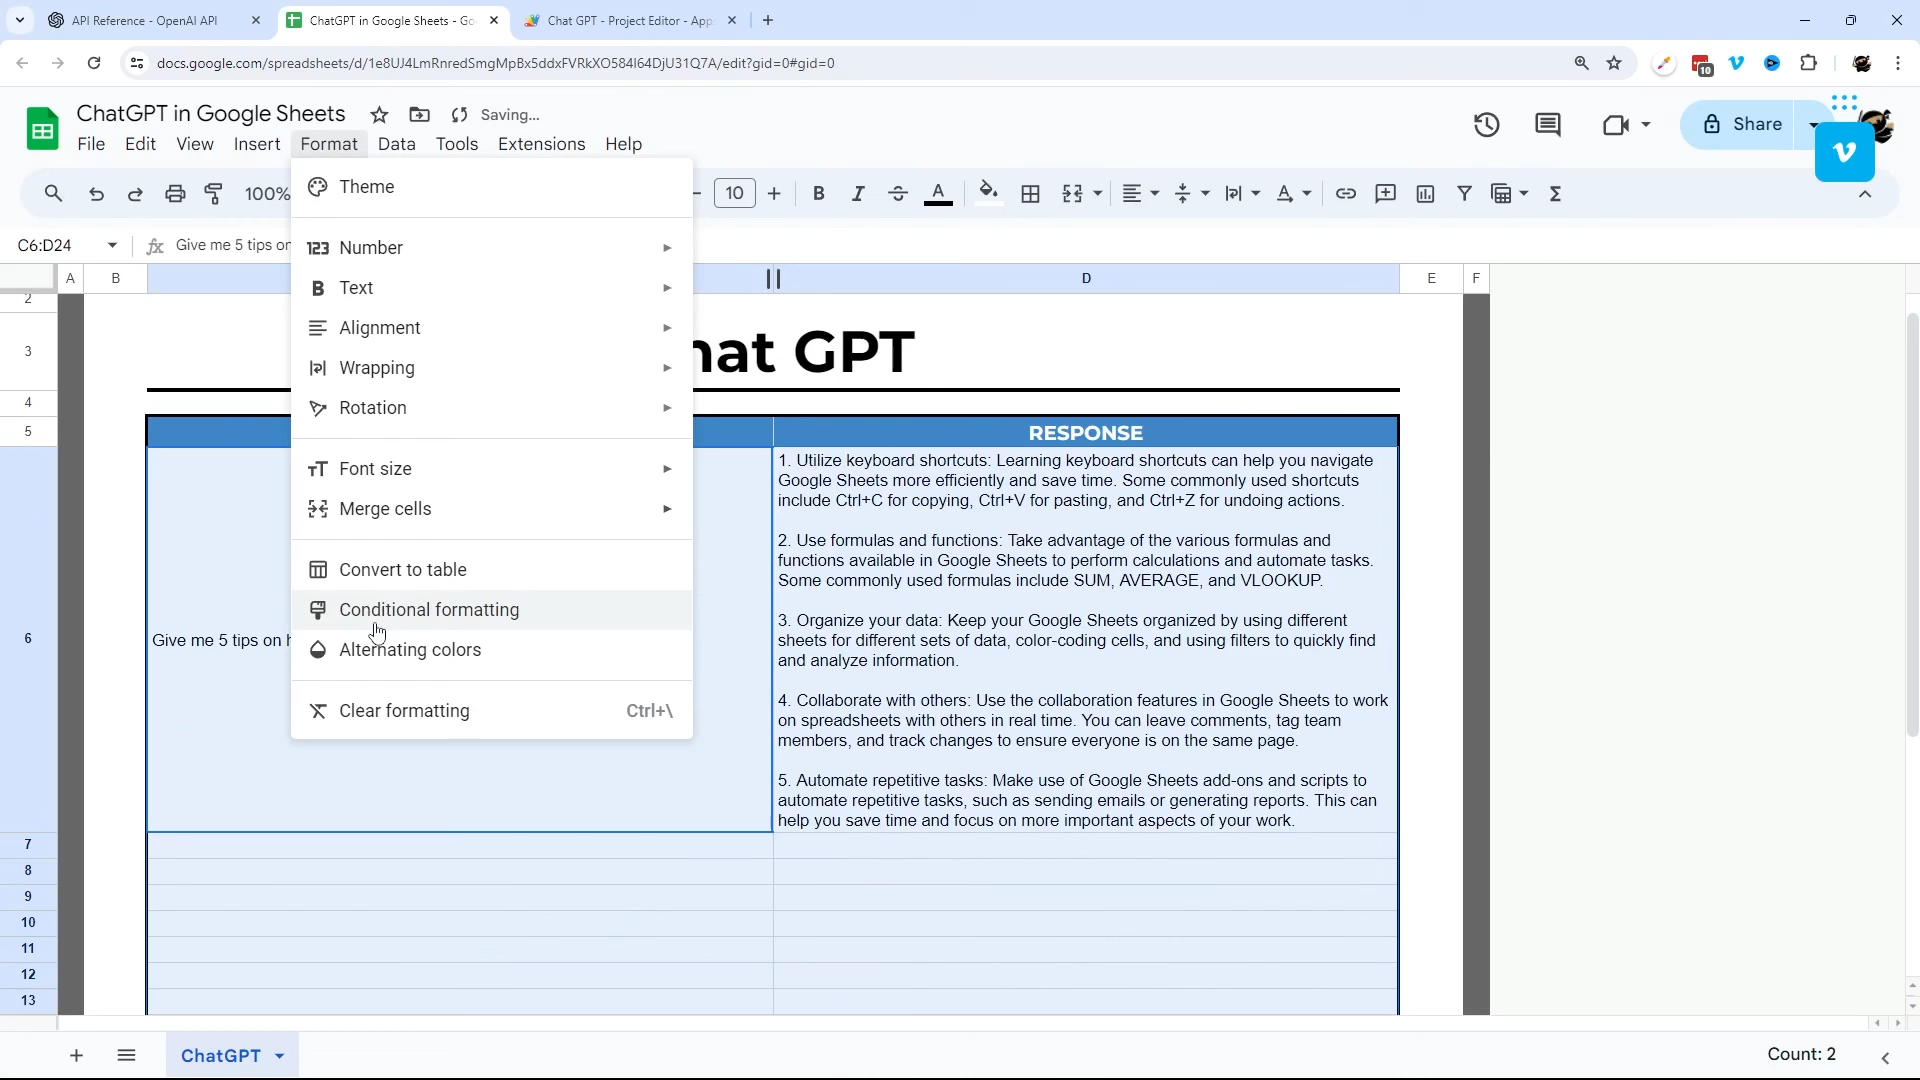 API Reference - OpenAI API
ChatGPT in Google Sheets - Go
Chat GPT - Project Editor - App
docs.google.com/spreadsheets/d/1e8UJ4LmRnredSmgMpBx5ddxFVRkXO584l64DjU31Q7A/edit?gid=0#gid=0
10
ChatGPT in Google Sheets
Saving...
File Edit View Insert Format Data Tools Extensions Help
Share
100%
10
C6:D24
Give me 5 tips on
Theme
123 Number
Text
Alignment
Wrapping
Rotation
Font size
Merge cells
Convert to table
Conditional formatting
Alternating colors
Clear formatting Ctrl+\
A B D E F
2
3
4
5
6
7
8
9
10
11
12
13
hat GPT
RESPONSE
Give me 5 tips on h
1. Utilize keyboard shortcuts: Learning keyboard shortcuts can help you navigate
Google Sheets more efficiently and save time. Some commonly used shortcuts
include Ctrl+C for copying, Ctrl+V for pasting, and Ctrl+Z for undoing actions.
2. Use formulas and functions: Take advantage of the various formulas and
functions available in Google Sheets to perform calculations and automate tasks.
Some commonly used formulas include SUM, AVERAGE, and VLOOKUP.
3. Organize your data: Keep your Google Sheets organized by using different
sheets for different sets of data, color-coding cells, and using filters to quickly find
and analyze information.
4. Collaborate with others: Use the collaboration features in Google Sheets to work
on spreadsheets with others in real time. You can leave comments, tag team
members, and track changes to ensure everyone is on the same page.
5. Automate repetitive tasks: Make use of Google Sheets add-ons and scripts to
automate repetitive tasks, such as sending emails or generating reports. This can
help you save time and focus on more important aspects of your work.
ChatGPT
Count: 2